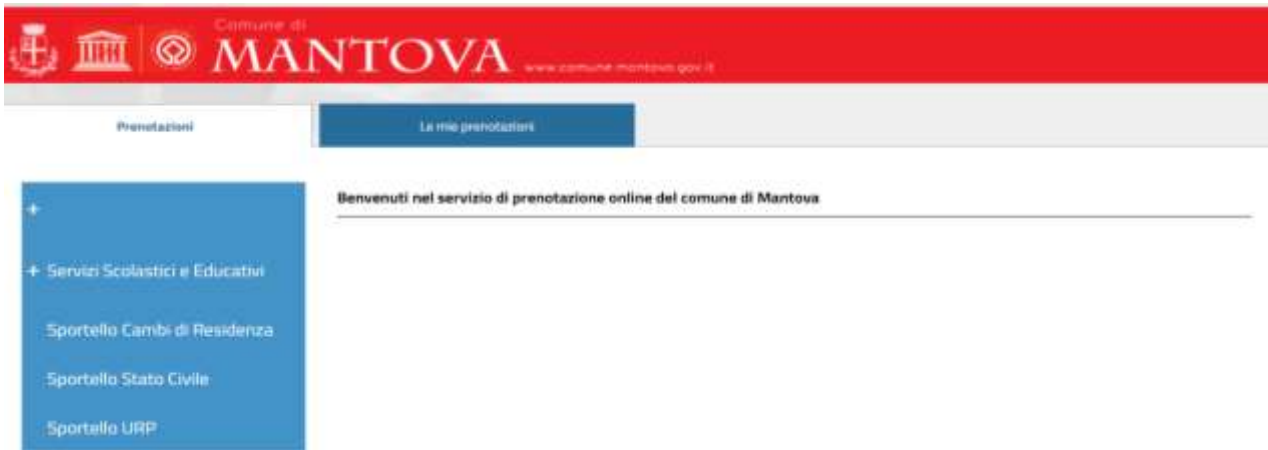 Comune di
MANTOVA www.comune.mantova.gov.it
Prenotazioni
Le mie prenotazioni
Benvenuti nel servizio di prenotazione online del comune di Mantova
+
+ Servizi Scolastici e Educativi
Sportello Cambi di Residenza
Sportello Stato Civile
Sportello URP